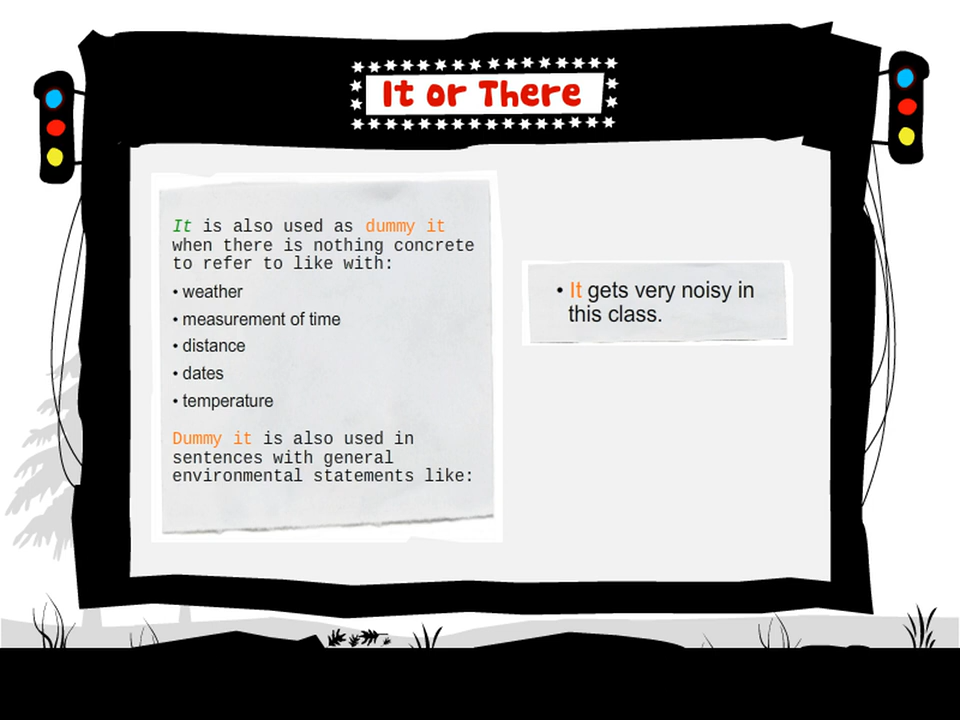 It or There
It is also used as dummy it
when there is nothing concrete
to refer to like with:
• weather
• measurement of time
• distance
• dates
• temperature
Dummy it is also used in
sentences with general
environmental statements like:
• It gets very noisy in
this class.